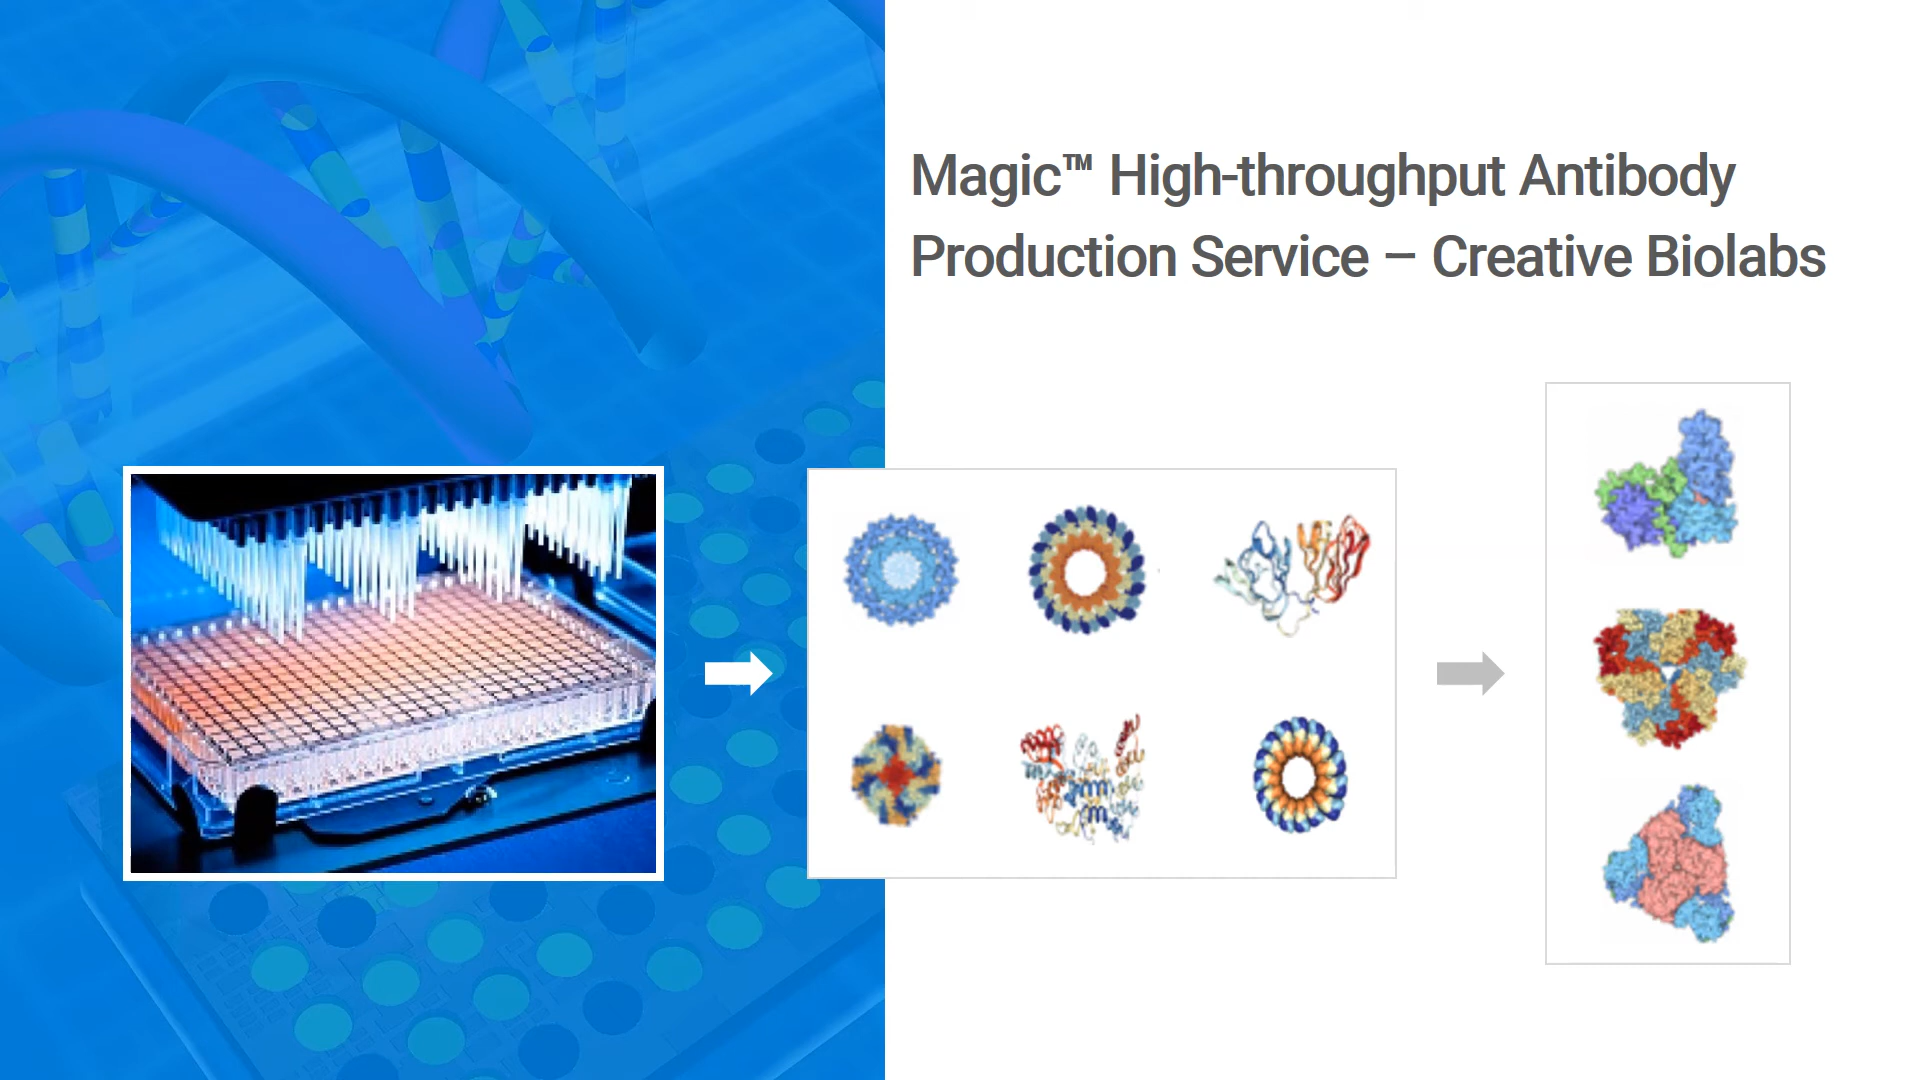 Magic™ High-throughput Antibody
Production Service – Creative Biolabs